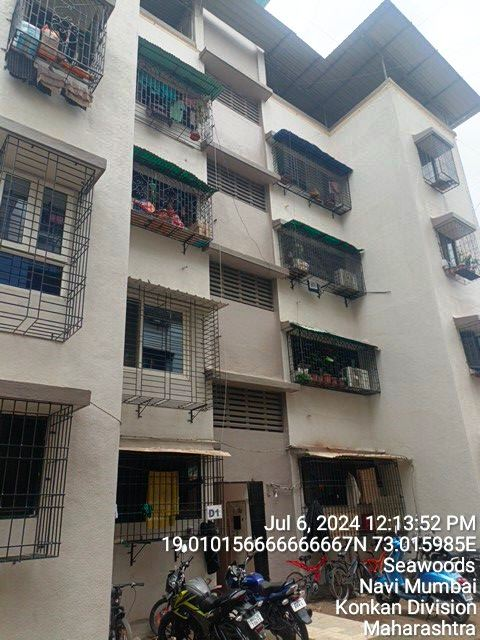 D1
Jul 6, 2024 12:13:52 PM
19.010156666666667N 73.015985E
Seawoods
Navi Mumbai
Konkan Division
Maharashtra